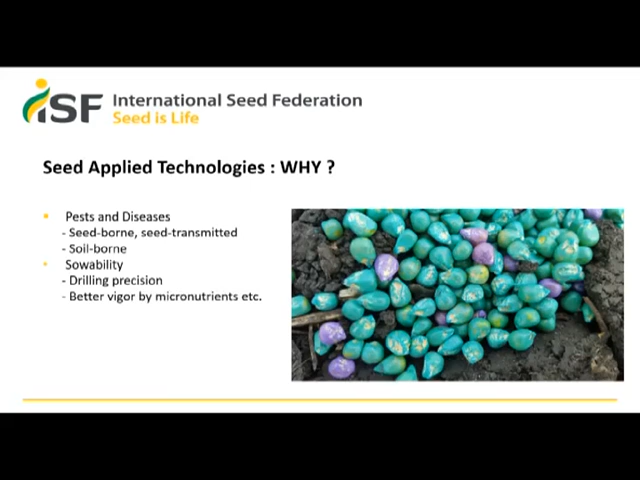 iSF International Seed Federation
Seed is Life
Seed Applied Technologies : WHY ?
• Pests and Diseases
- Seed-borne, seed-transmitted
- Soil-borne
• Sowability
- Drilling precision
- Better vigor by micronutrients etc.